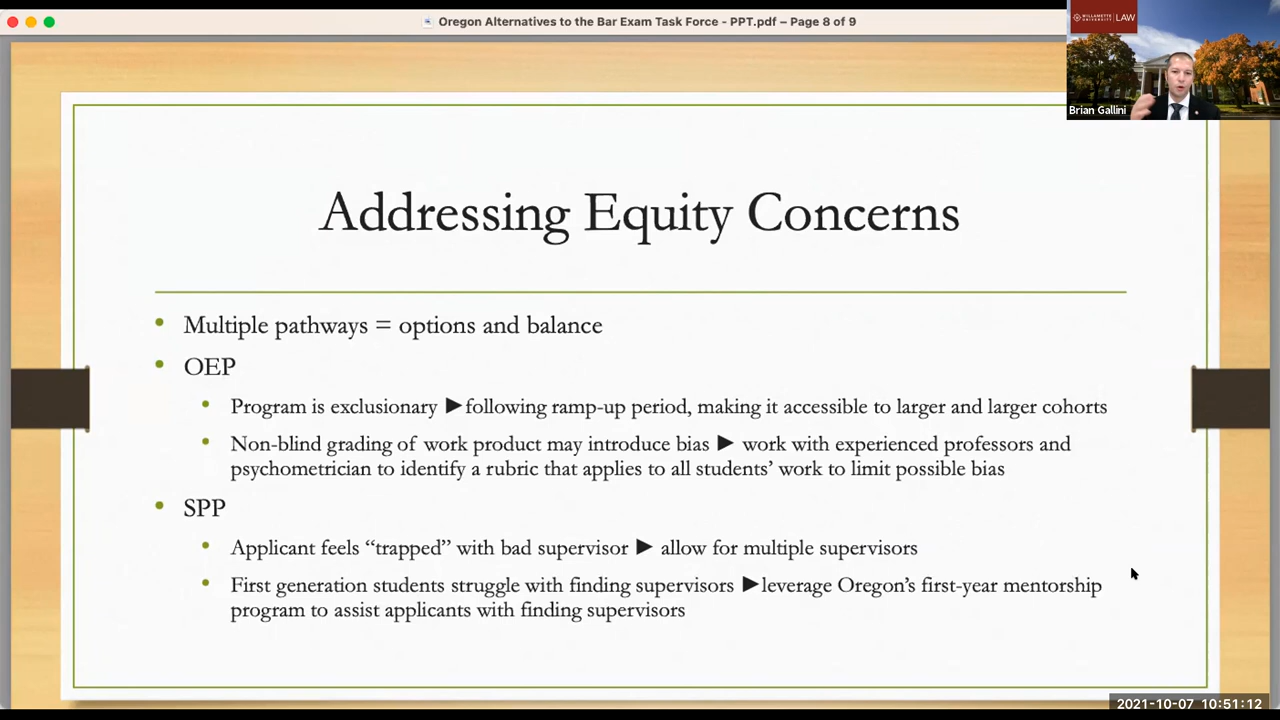 Oregon Alternatives to the Bar Exam Task Force - PPT.pdf – Page 8 of 9
WILLAMETTE UNIVERSITY | LAW
Brian Gallini
Addressing Equity Concerns
• Multiple pathways = options and balance
• OEP
• Program is exclusionary ►following ramp-up period, making it accessible to larger and larger cohorts
• Non-blind grading of work product may introduce bias ► work with experienced professors and
psychometrician to identify a rubric that applies to all students’ work to limit possible bias
• SPP
• Applicant feels “trapped” with bad supervisor ► allow for multiple supervisors
• First generation students struggle with finding supervisors ►leverage Oregon’s first-year mentorship
program to assist applicants with finding supervisors
2021-10-07 10:51:12